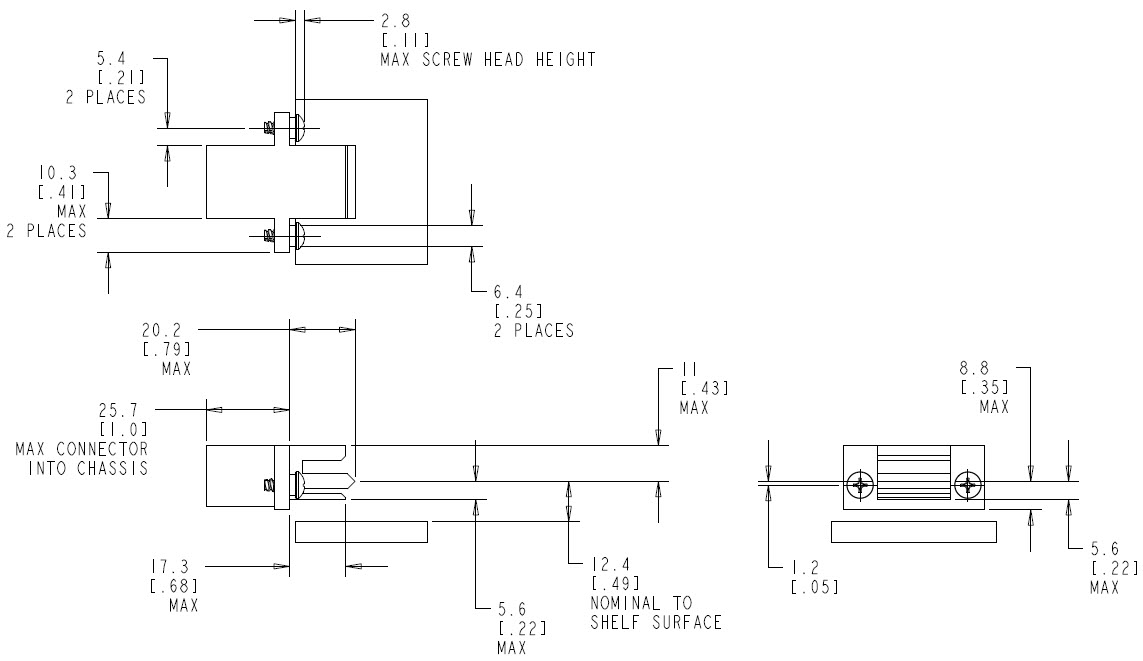 2.8
[.11]
MAX SCREW HEAD HEIGHT
5.4
[.21]
2 PLACES
10.3
[.41]
MAX
2 PLACES
6.4
[.25]
2 PLACES
20.2
[.79]
MAX
25.7
[1.0]
MAX CONNECTOR
INTO CHASSIS
11
[.43]
MAX
8.8
[.35]
MAX
17.3
[.68]
MAX
12.4
[.49]
NOMINAL TO
SHELF SURFACE
5.6
[.22]
MAX
1.2
[.05]
5.6
[.22]
MAX